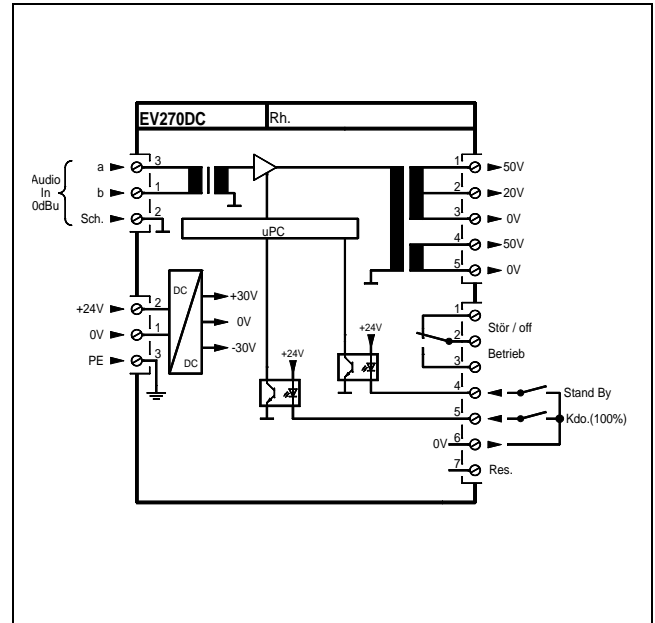 EV270DC Rh.
Audio
In
0dBu
a 3
b 1
Sch. 2
uPC
1 50V
2 20V
3 0V
4 50V
5 0V
+24V 2
0V 1
PE 3
DC
DC
+30V
0V
-30V
+24V
+24V
1
2
3
Stör / off
Betrieb
4 Stand By
5 Kdo.(100%)
0V 6
7 Res.